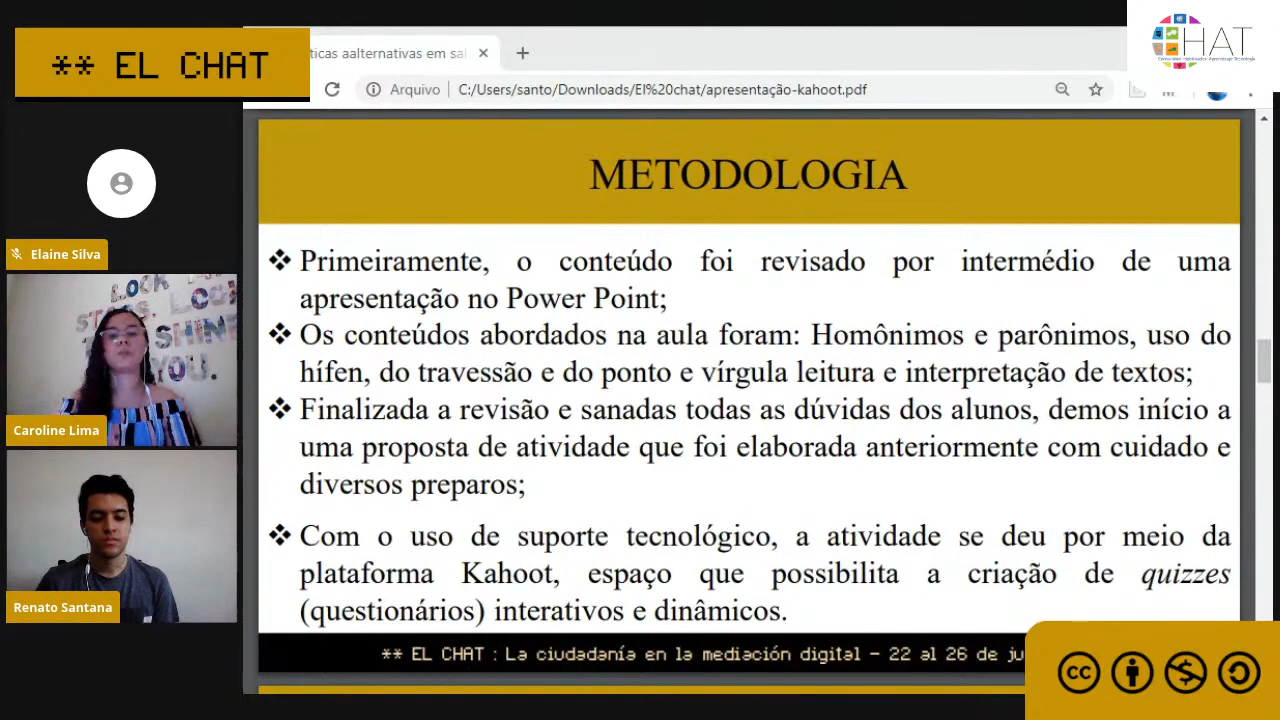 ** EL CHAT
ticas aalternativas em sal
Arquivo
C:/Users/santo/Downloads/El%20chat/apresentação-kahoot.pdf
HAT
Elaine Silva
Caroline Lima
Renato Santana
METODOLOGIA
❖ Primeiramente, o conteúdo foi revisado por intermédio de uma
apresentação no Power Point;
❖ Os conteúdos abordados na aula foram: Homônimos e parônimos, uso do
hífen, do travessão e do ponto e vírgula leitura e interpretação de textos;
❖ Finalizada a revisão e sanadas todas as dúvidas dos alunos, demos início a
uma proposta de atividade que foi elaborada anteriormente com cuidado e
diversos preparos;
❖ Com o uso de suporte tecnológico, a atividade se deu por meio da
plataforma Kahoot, espaço que possibilita a criação de quizzes
(questionários) interativos e dinâmicos.
** EL CHAT : La ciudadanía en la mediación digital – 22 al 26 de ju
cc